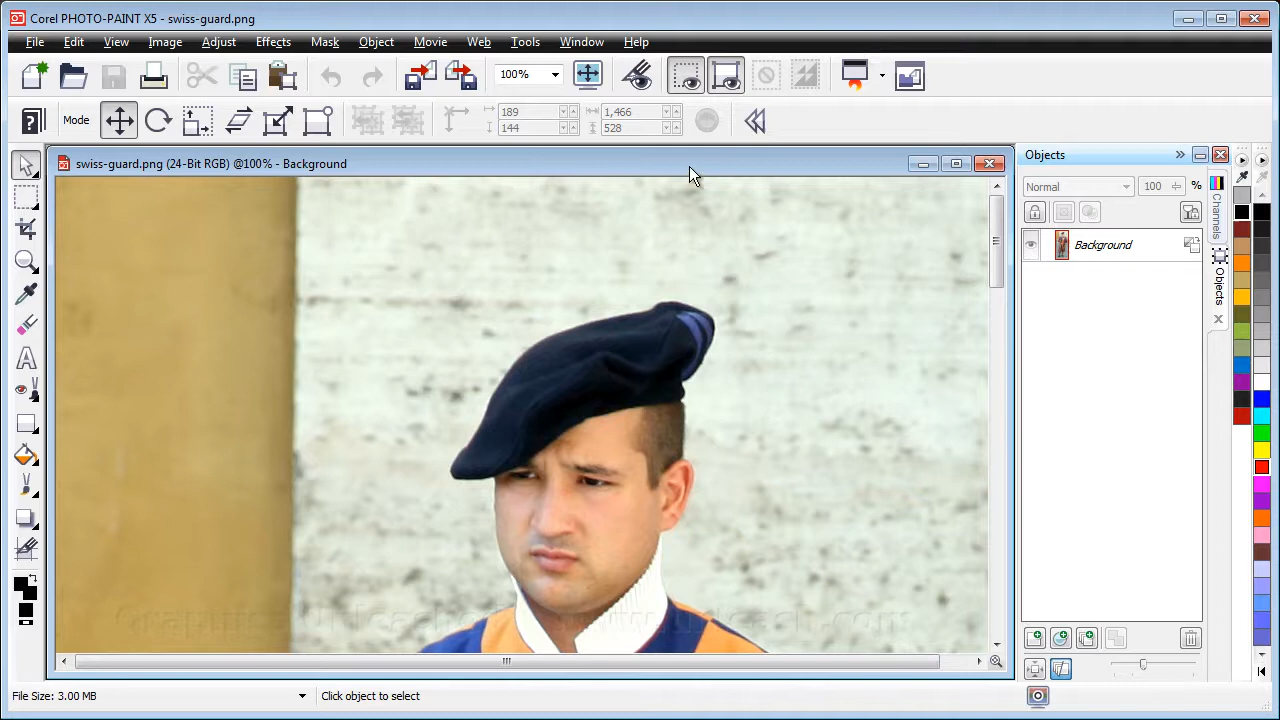 Corel PHOTO-PAINT X5 - swiss-guard.png
File Edit View Image Adjust Effects Mask Object Movie Web Tools Window Help
100%
Mode 189 1,466
144 528
swiss-guard.png (24-Bit RGB) @100% - Background
Objects
Normal 100 %
Channels
Background
Objects
File Size: 3.00 MB Click object to select